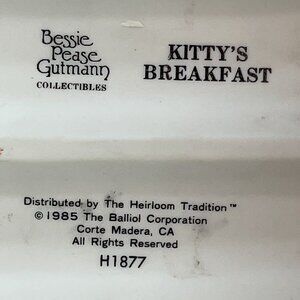 Bessie
Pease
Gutmann
COLLECTIBLES
KITTY'S
BREAKFAST
Distributed by The Heirloom Tradition™
©1985 The Balliol Corporation
Corte Madera, CA
All Rights Reserved
H1877